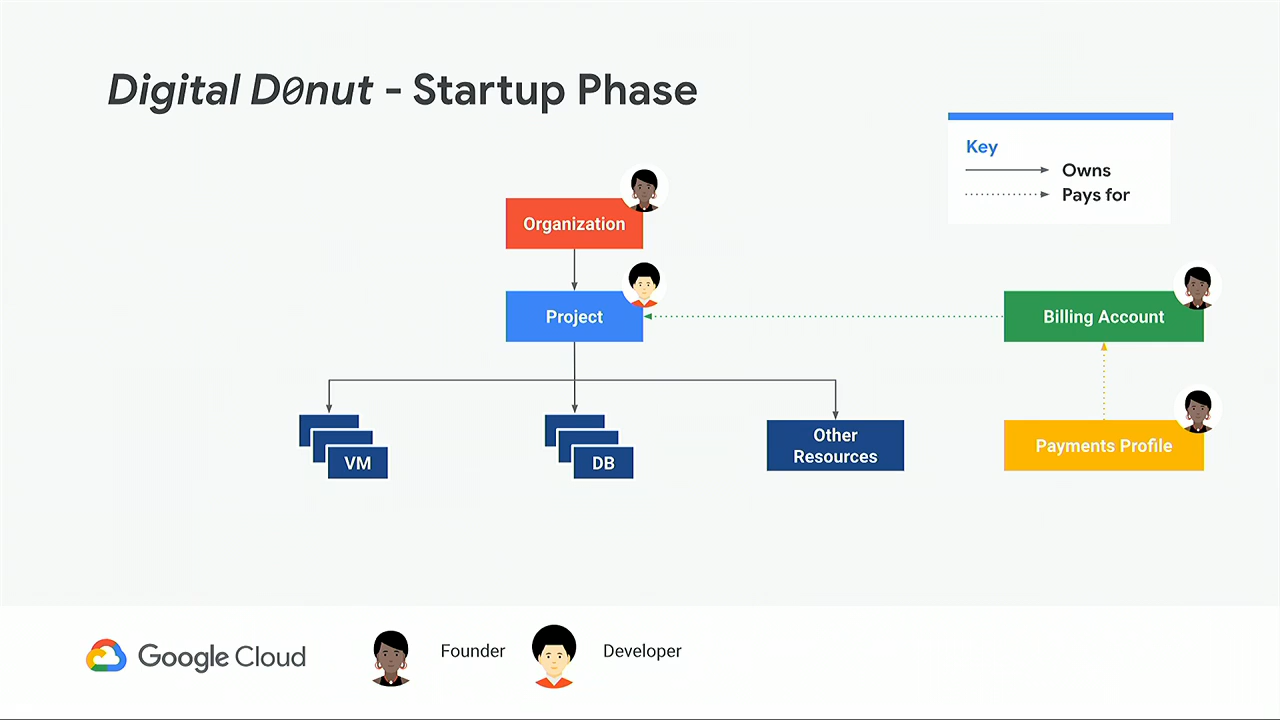 Digital D0nut - Startup Phase
Key
Owns
Pays for
Organization
Project
Billing Account
VM
DB
Other
Resources
Payments Profile
Google Cloud
Founder
Developer